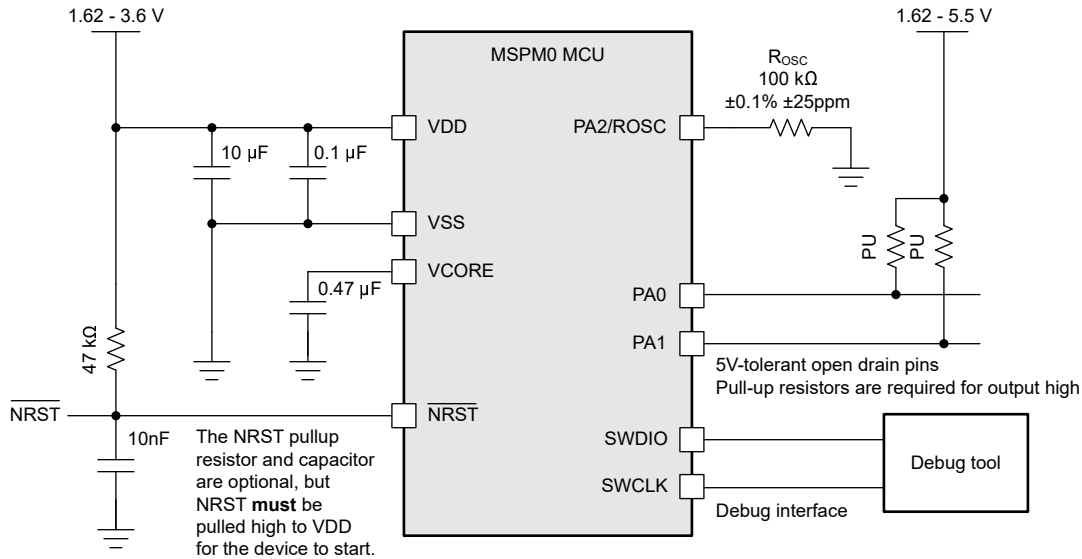 1.62 - 3.6 V
1.62 - 5.5 V
MSPM0 MCU
ROSC
100 kΩ
±0.1% ±25ppm
VDD
PA2/ROSC
10 µF
0.1 µF
VSS
VCORE
0.47 µF
PU
PU
PA0
PA1
47 kΩ
5V-tolerant open drain pins
Pull-up resistors are required for output high
NRST
NRST
10nF
The NRST pullup
resistor and capacitor
are optional, but
NRST must be
pulled high to VDD
for the device to start.
SWDIO
SWCLK
Debug tool
Debug interface